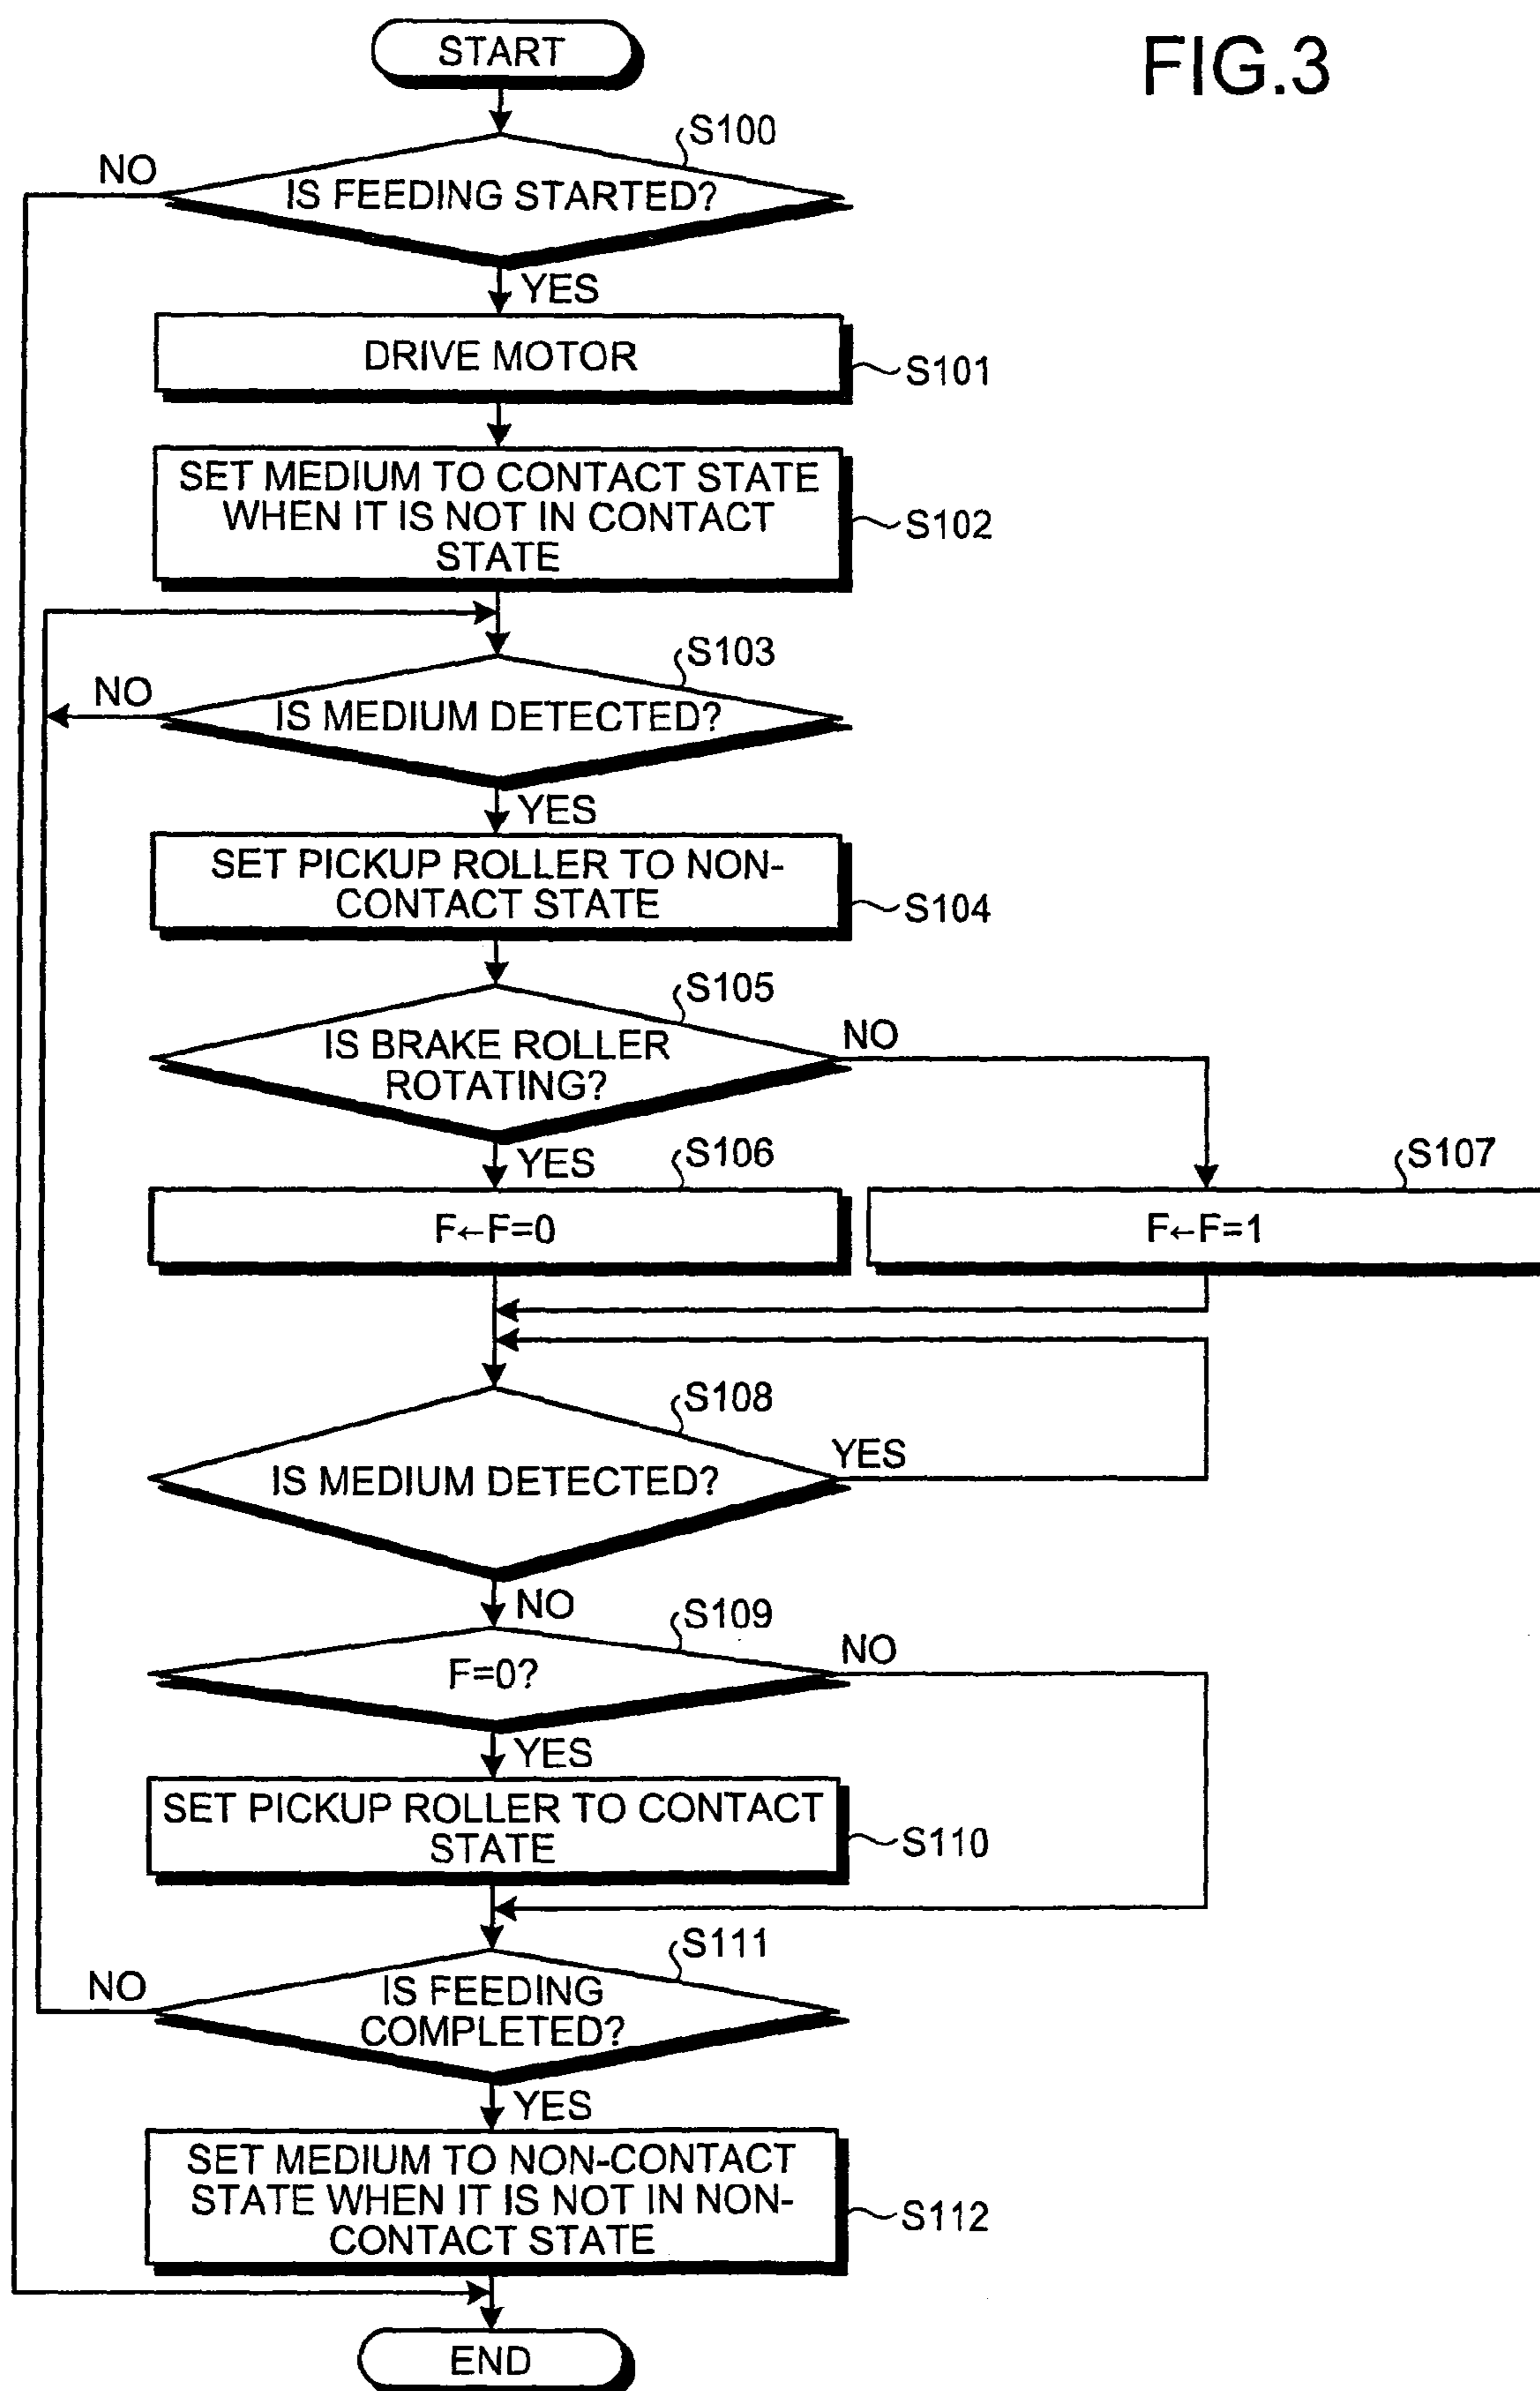 FIG.3
START
S100
NO
IS FEEDING STARTED?
YES
DRIVE MOTOR
S101
SET MEDIUM TO CONTACT STATE
WHEN IT IS NOT IN CONTACT
STATE
S102
S103
NO
IS MEDIUM DETECTED?
YES
SET PICKUP ROLLER TO NON-
CONTACT STATE
S104
S105
NO
IS BRAKE ROLLER
ROTATING?
YES
S106
S107
F←F=0
F←F=1
S108
YES
IS MEDIUM DETECTED?
NO
S109
NO
F=0?
YES
SET PICKUP ROLLER TO CONTACT
STATE
S110
S111
NO
IS FEEDING
COMPLETED?
YES
SET MEDIUM TO NON-CONTACT
STATE WHEN IT IS NOT IN NON-
CONTACT STATE
S112
END